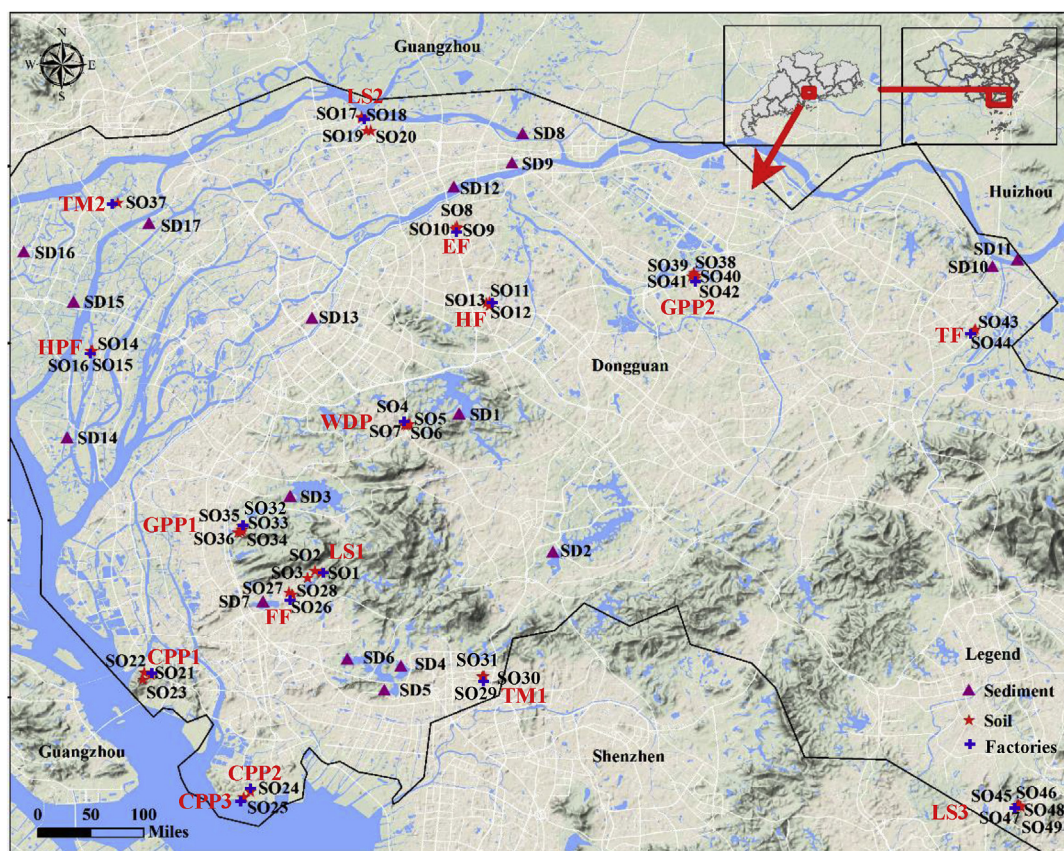 Guangzhou
N
W E
S
LS2
SO17 SO18
SO19 SO20
SD8
SD9
SD12
Huizhou
TM2 SO37
SD17
SO8
SO10 SO9
EF
SD16
SD11
SD10
SO39 SO38
SO41 SO40
SO42
GPP2
SD15
SO11
SO13 SO12
HF
SD13
SO43
TF
SO44
HPF SO14
SO16 SO15
Dongguan
WDP
SO4
SO5
SO7 SO6
SD1
SD14
SD3
SO32
SO35 SO33
GPP1
SO36 SO34
SO2 LS1
SO3 SO1
SD2
SO27 SO28
SD7 SO26
FF
SO22 CPP1
SO21
SO23
SD6 SD4
SD5
SO31
SO30
SO29
TM1
Legend
Sediment
Soil
Factories
Guangzhou
Shenzhen
CPP2
SO24
CPP3 SO25
SO45 SO46
LS3 SO47 SO48
SO49
0 50 100
Miles